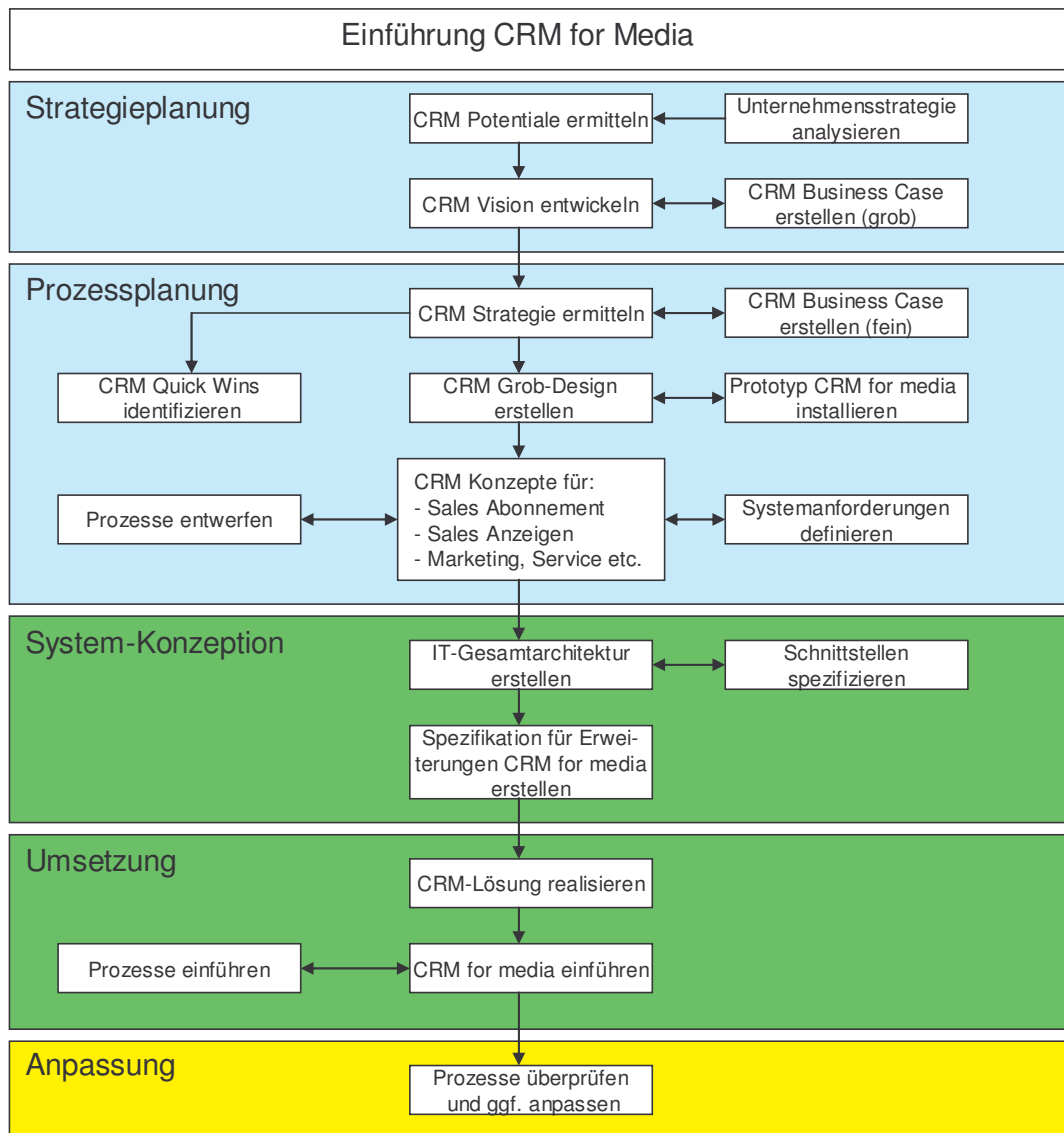 Einführung CRM for Media
Strategieplanung
CRM Potentiale ermitteln
Unternehmensstrategie
analysieren
CRM Vision entwickeln
CRM Business Case
erstellen (grob)
Prozessplanung
CRM Strategie ermitteln
CRM Business Case
erstellen (fein)
CRM Quick Wins
identifizieren
CRM Grob-Design
erstellen
Prototyp CRM for media
installieren
Prozesse entwerfen
CRM Konzepte für:
- Sales Abonnement
- Sales Anzeigen
- Marketing, Service etc.
Systemanforderungen
definieren
System-Konzeption
IT-Gesamtarchitektur
erstellen
Schnittstellen
spezifizieren
Spezifikation für Erwei-
terungen CRM for media
erstellen
Umsetzung
CRM-Lösung realisieren
Prozesse einführen
CRM for media einführen
Anpassung
Prozesse überprüfen
und ggf. anpassen